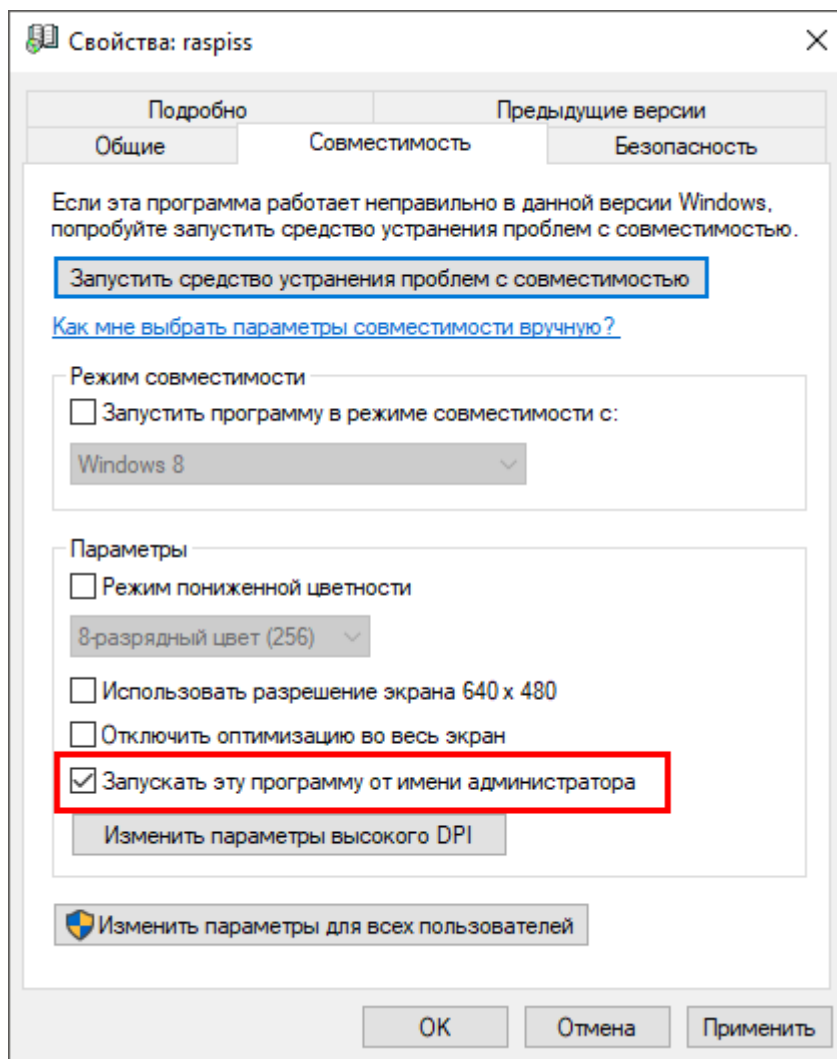 Свойства: raspiss
Подробно
Предыдущие версии
Общие
Совместимость
Безопасность
Если эта программа работает неправильно в данной версии Windows,
попробуйте запустить средство устранения проблем с совместимостью.
Запустить средство устранения проблем с совместимостью
Как мне выбрать параметры совместимости вручную?
Режим совместимости
Запустить программу в режиме совместимости с:
Windows 8
Параметры
Режим пониженной цветности
8-разрядный цвет (256)
Использовать разрешение экрана 640 x 480
Отключить оптимизацию во весь экран
Запускать эту программу от имени администратора
Изменить параметры высокого DPI
Изменить параметры для всех пользователей
OK
Отмена
Применить